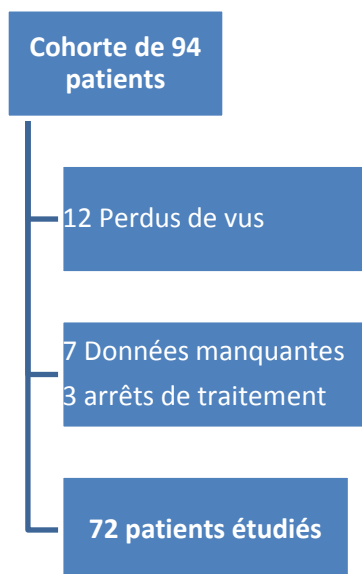 Cohorte de 94
patients
12 Perdus de vus
7 Données manquantes
3 arrêts de traitement
72 patients étudiés